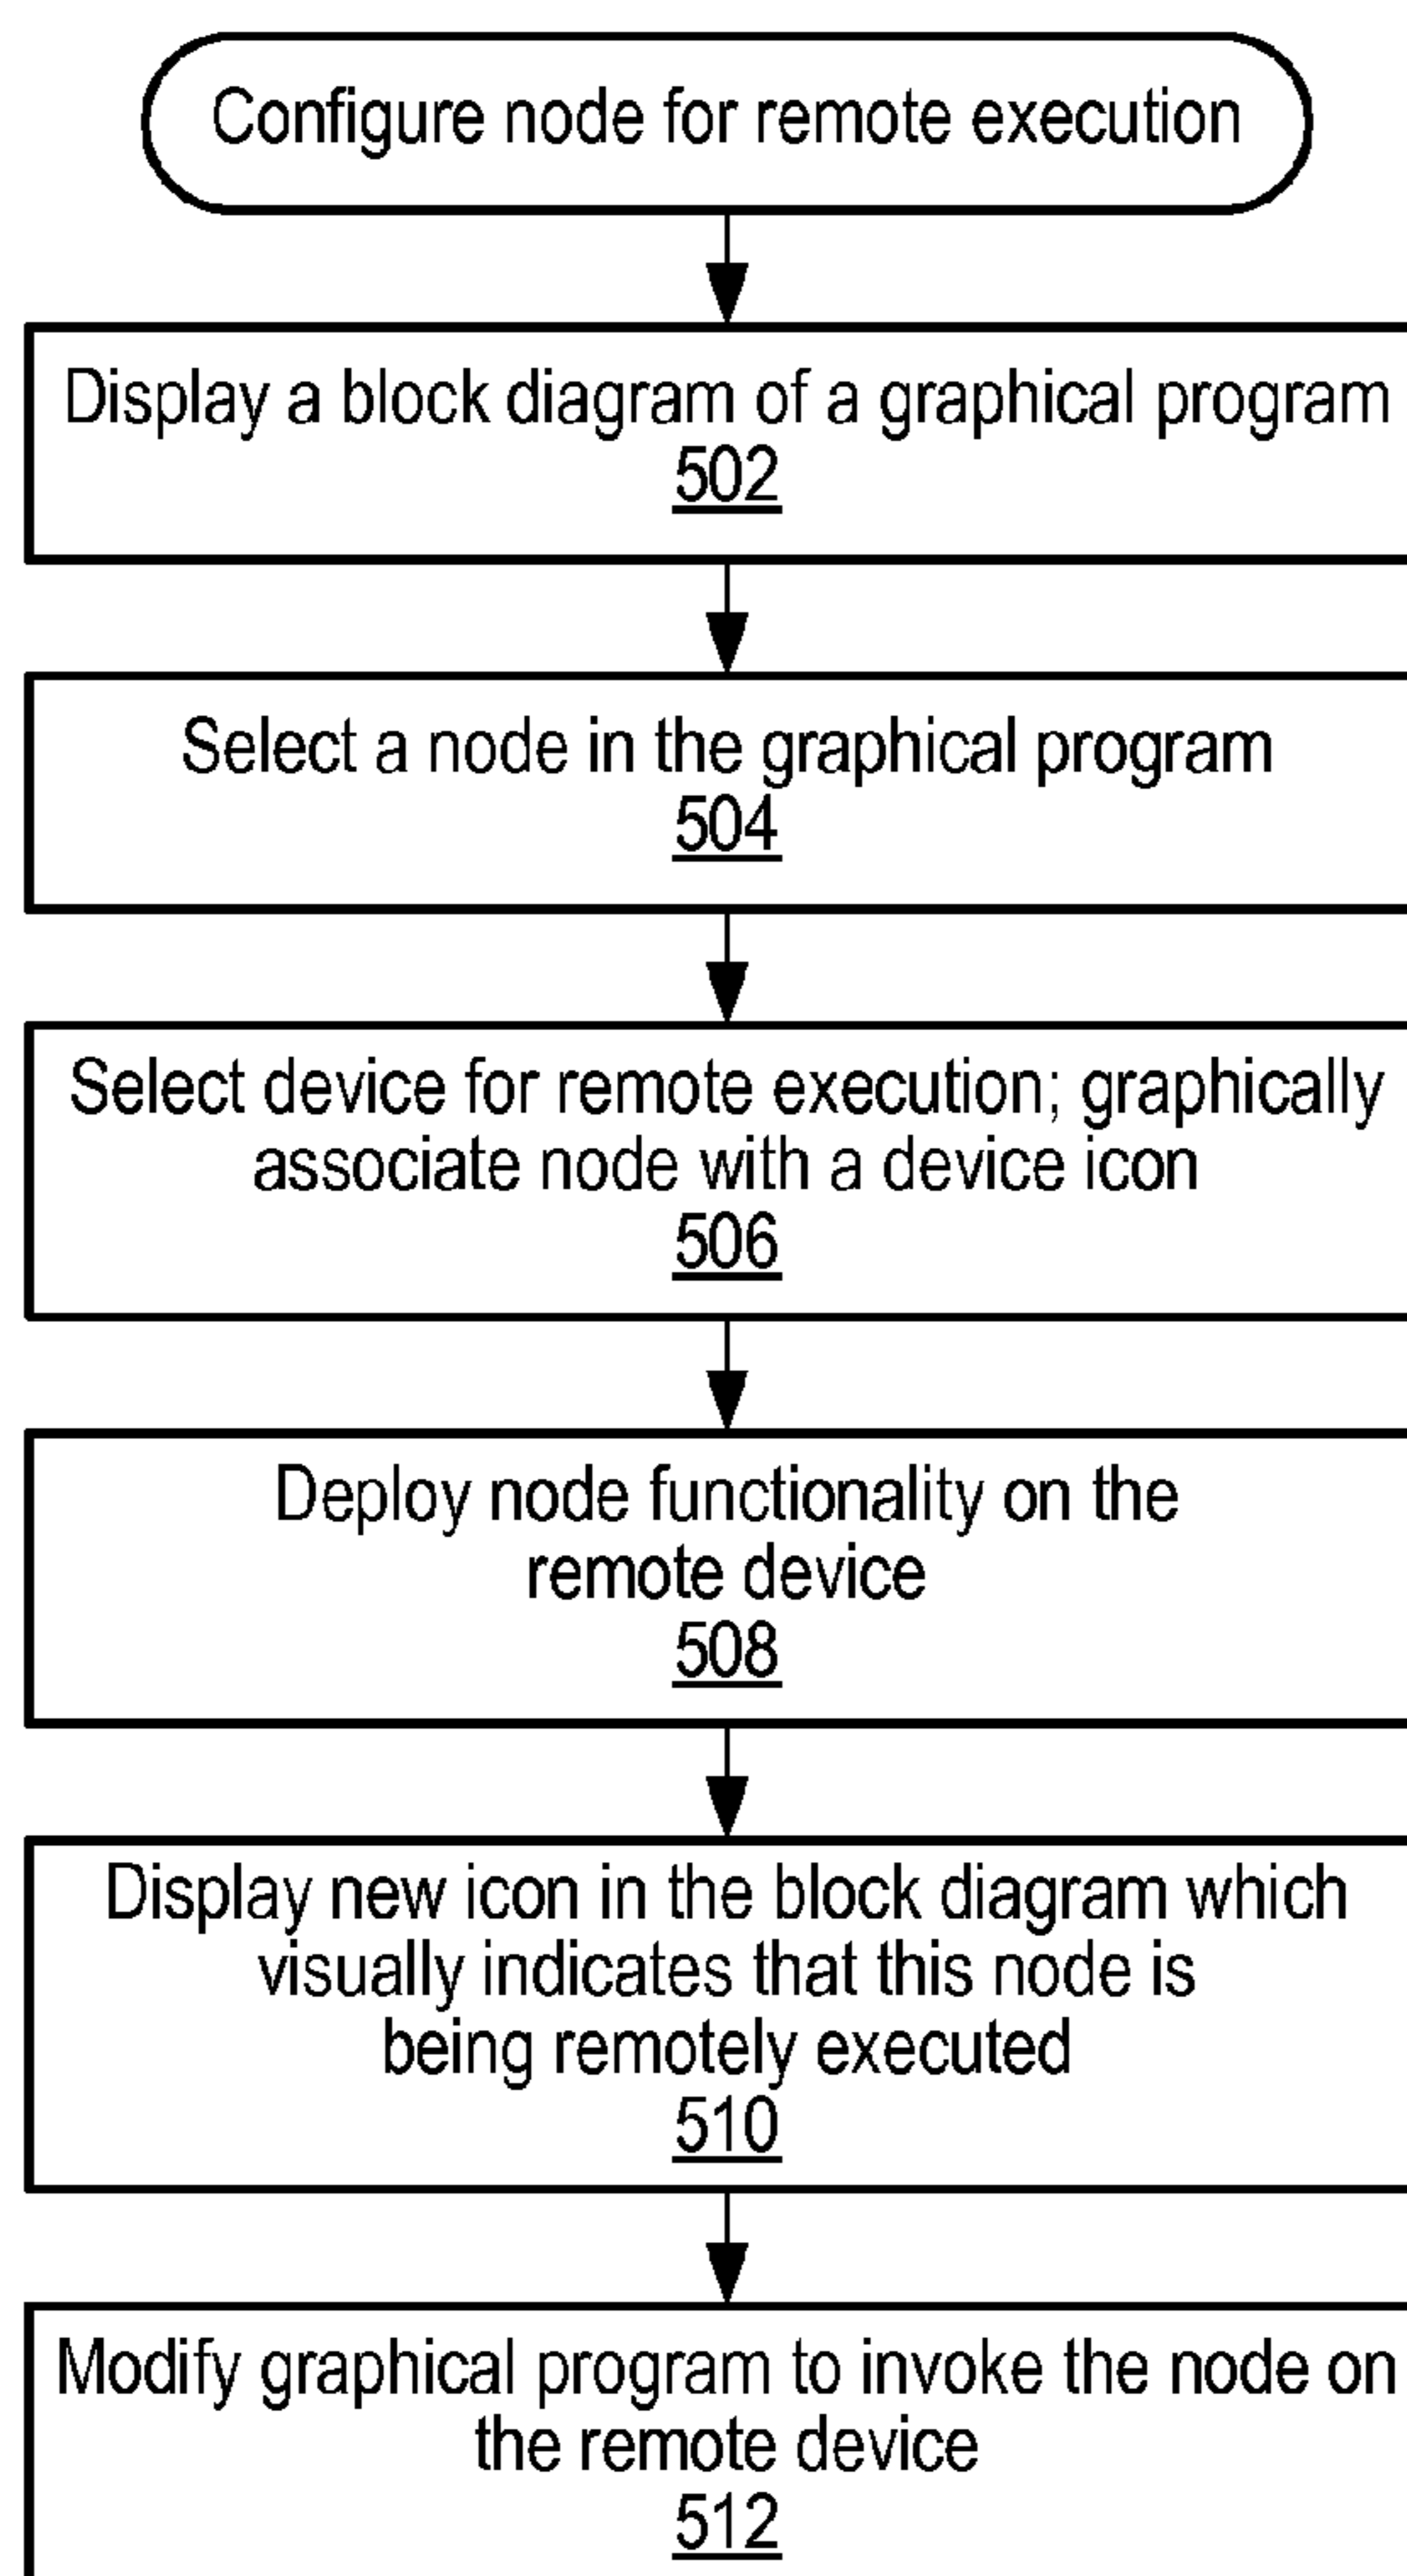 Configure node for remote execution
Display a block diagram of a graphical program
502
Select a node in the graphical program
504
Select device for remote execution; graphically
associate node with a device icon
506
Deploy node functionality on the
remote device
508
Display new icon in the block diagram which
visually indicates that this node is
being remotely executed
510
Modify graphical program to invoke the node on
the remote device
512